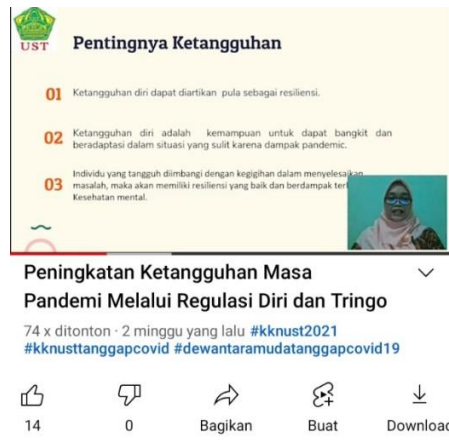 UST
Pentingnya Ketangguhan
01 Ketangguhan diri dapat diartikan pula sebagai resiliensi.
02 Ketangguhan diri adalah kemampuan untuk dapat bangkit dan
beradaptasi dalam situasi yang sulit karena dampak pandemic.
03 Individu yang tangguh diimbangi dengan kegigihan dalam menyelesaikan
masalah, maka akan memiliki resiliensi yang baik dan berdampak
Kesehatan mental.
Peningkatan Ketangguhan Masa
Pandemi Melalui Regulasi Diri dan Tringo
74 x ditonton · 2 minggu yang lalu #kknust2021
#kknusttanggapcovid #dewantaramudatanggapcovid19
14 0 Bagikan Buat Download